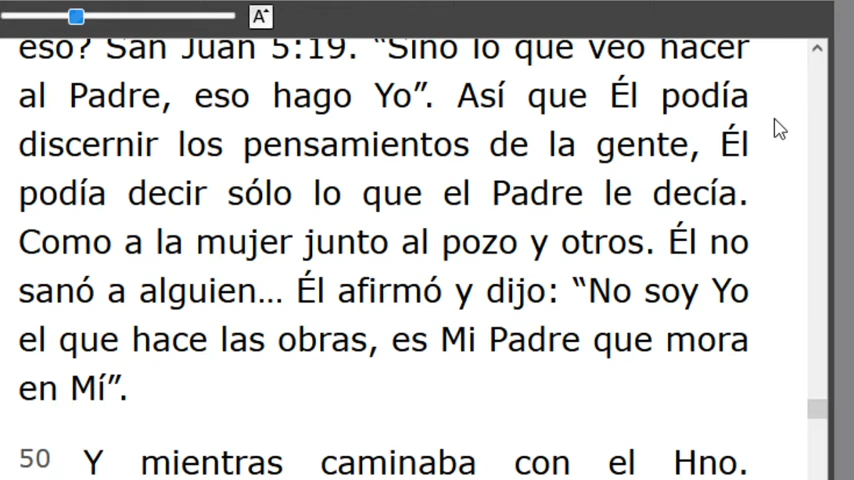 A
eso? San Juan 5:19. “Sino lo que veo hacer
al Padre, eso hago Yo”. Así que Él podía
discernir los pensamientos de la gente, Él
podía decir sólo lo que el Padre le decía.
Como a la mujer junto al pozo y otros. Él no
sanó a alguien... Él afirmó y dijo: “No soy Yo
el que hace las obras, es Mi Padre que mora
en Mí”.
50 Y mientras caminaba con el Hno.